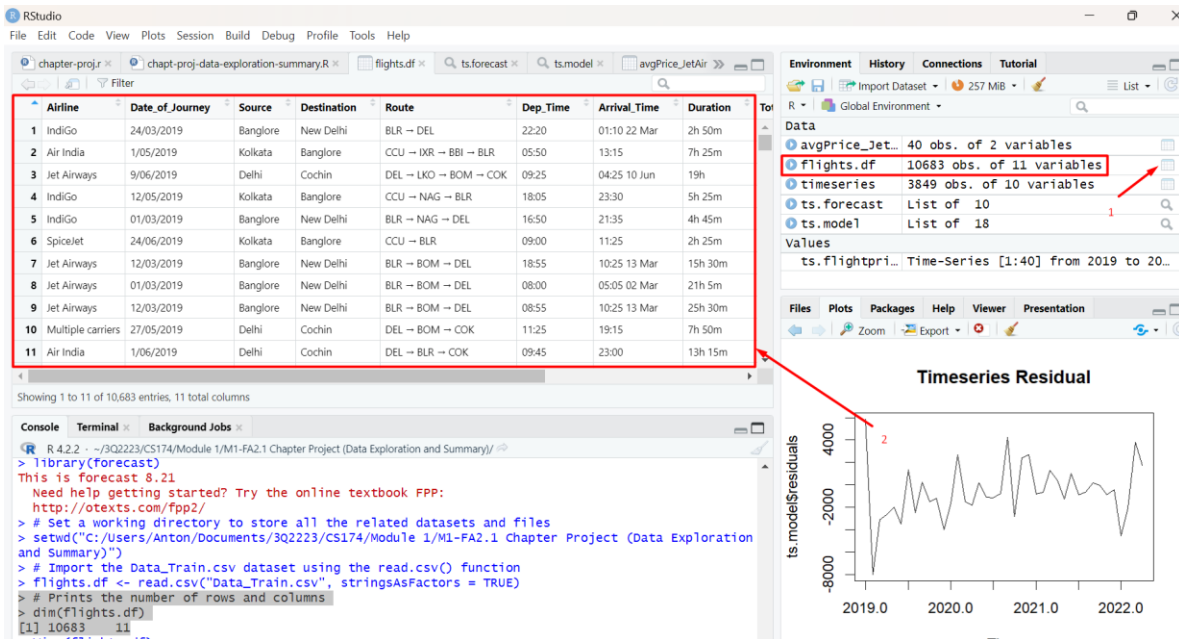 RStudio
File Edit Code View Plots Session Build Debug Profile Tools Help
chapter-proj.r × chapt-proj-data-exploration-summary.R × flights.df × ts.forecast × ts.model × avgPrice_JetAir
Filter
Airline Date_of_Journey Source Destination Route Dep_Time Arrival_Time Duration Tot
1 IndiGo 24/03/2019 Banglore New Delhi BLR → DEL 22:20 01:10 22 Mar 2h 50m
2 Air India 1/05/2019 Kolkata Banglore CCU → IXR → BBI → BLR 05:50 13:15 7h 25m
3 Jet Airways 9/06/2019 Delhi Cochin DEL → LKO → BOM → COK 09:25 04:25 10 Jun 19h
4 IndiGo 12/05/2019 Kolkata Banglore CCU → NAG → BLR 18:05 23:30 5h 25m
5 IndiGo 01/03/2019 Banglore New Delhi BLR → NAG → DEL 16:50 21:35 4h 45m
6 SpiceJet 24/06/2019 Kolkata Banglore CCU → BLR 09:00 11:25 2h 25m
7 Jet Airways 12/03/2019 Banglore New Delhi BLR → BOM → DEL 18:55 10:25 13 Mar 15h 30m
8 Jet Airways 01/03/2019 Banglore New Delhi BLR → BOM → DEL 08:00 05:05 02 Mar 21h 5m
9 Jet Airways 12/03/2019 Banglore New Delhi BLR → BOM → DEL 08:55 10:25 13 Mar 25h 30m
10 Multiple carriers 27/05/2019 Delhi Cochin DEL → BOM → COK 11:25 19:15 7h 50m
11 Air India 1/06/2019 Delhi Cochin DEL → BLR → COK 09:45 23:00 13h 15m
Showing 1 to 11 of 10,683 entries, 11 total columns
Console Terminal × Background Jobs ×
R 4.2.2 · ~/3Q2223/CS174/Module 1/M1-FA2.1 Chapter Project (Data Exploration and Summary)/
> library(forecast)
This is forecast 8.21
Need help getting started? Try the online textbook FPP:
http://otexts.com/fpp2/
> # Set a working directory to store all the related datasets and files
> setwd("C:/Users/Anton/Documents/3Q2223/CS174/Module 1/M1-FA2.1 Chapter Project (Data Exploration
and Summary)")
> # Import the Data_Train.csv dataset using the read.csv() function
> flights.df <- read.csv("Data_Train.csv", stringsAsFactors = TRUE)
> # Prints the number of rows and columns
> dim(flights.df)
[1] 10683 11
Environment History Connections Tutorial
Import Dataset 257 MiB List
R Global Environment
Data
avgPrice_Jet… 40 obs. of 2 variables
flights.df 10683 obs. of 11 variables
timeseries 3849 obs. of 10 variables
1
ts.forecast List of 10
ts.model List of 18
Values
ts.flightpri… Time-Series [1:40] from 2019 to 20…
Files Plots Packages Help Viewer Presentation
Zoom Export
Timeseries Residual
2
ts.model$residuals
4000
-2000
-8000
2019.0 2020.0 2021.0 2022.0